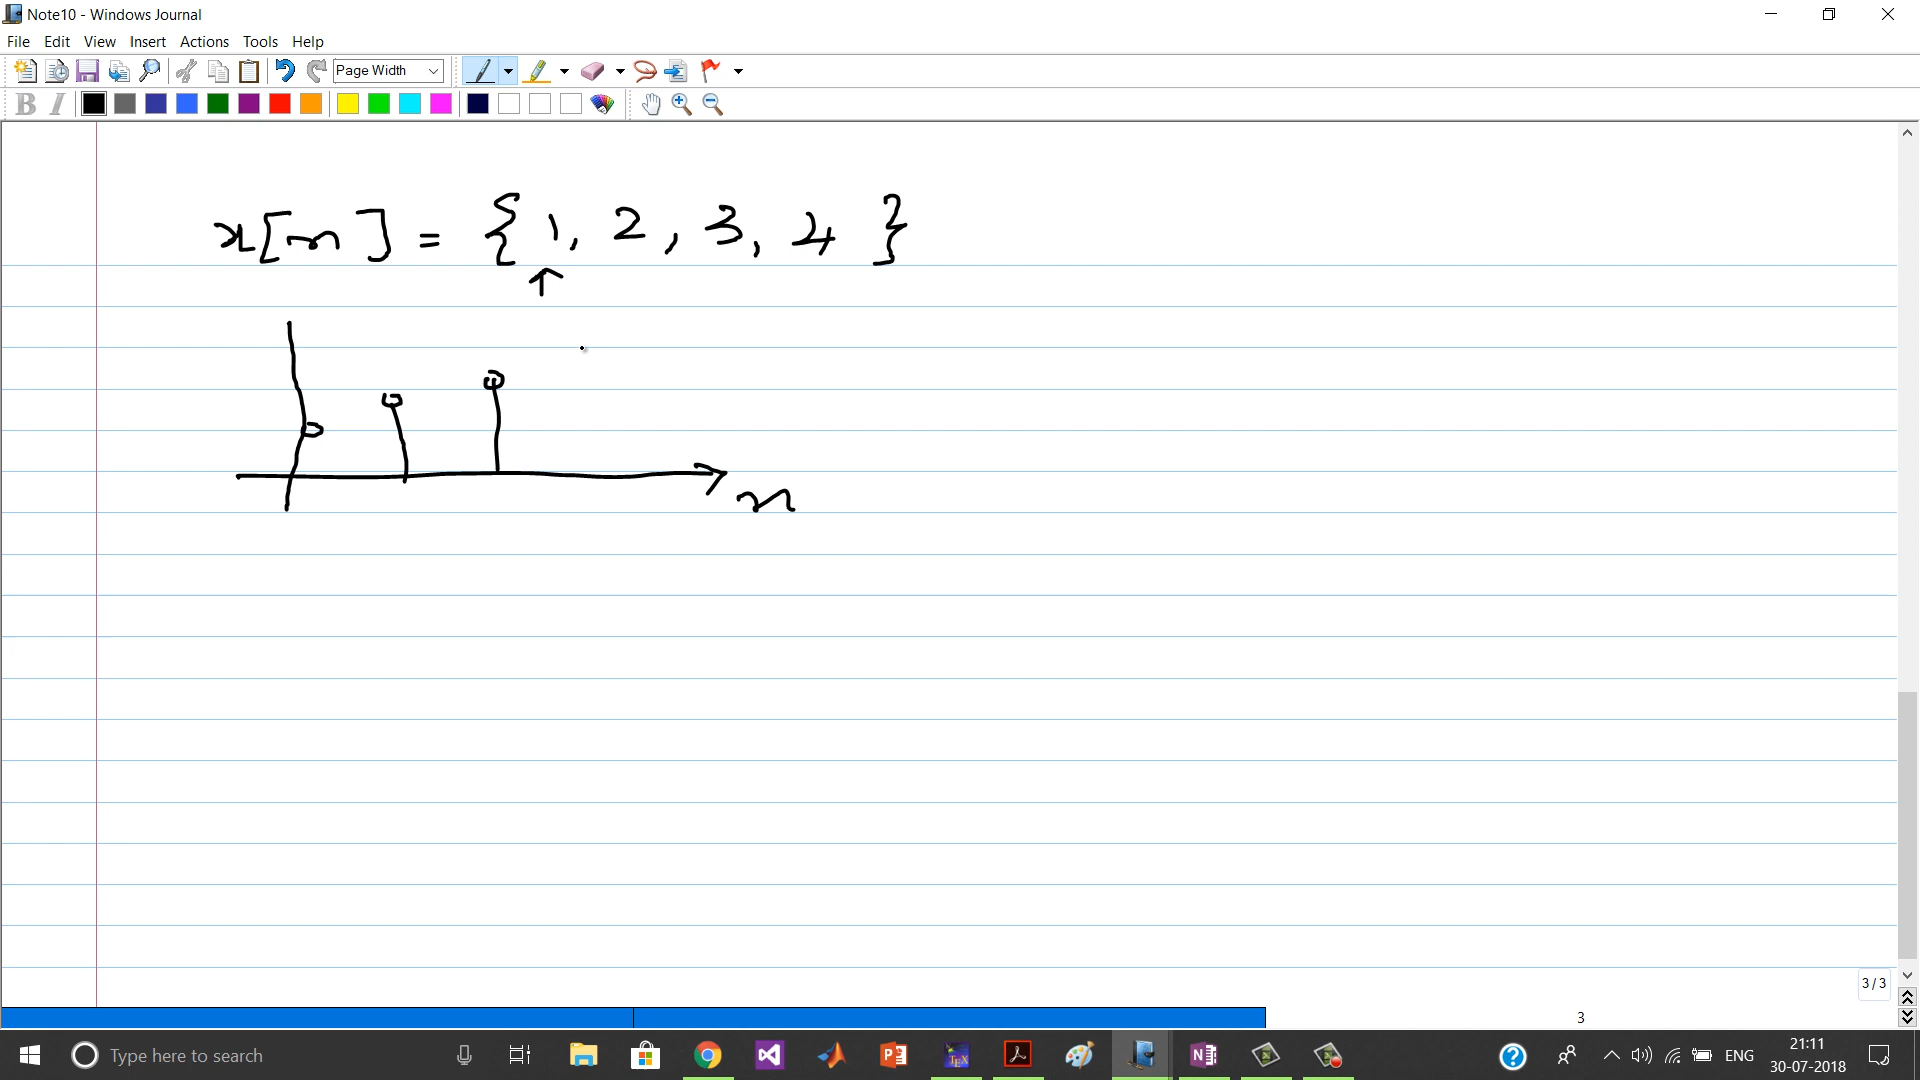 Note10 - Windows Journal
File Edit View Insert Actions Tools Help
Page Width
B I
x[n] = { 1, 2, 3, 4 }
↑
n
3 / 3
3
Type here to search
ENG
21:11
30-07-2018